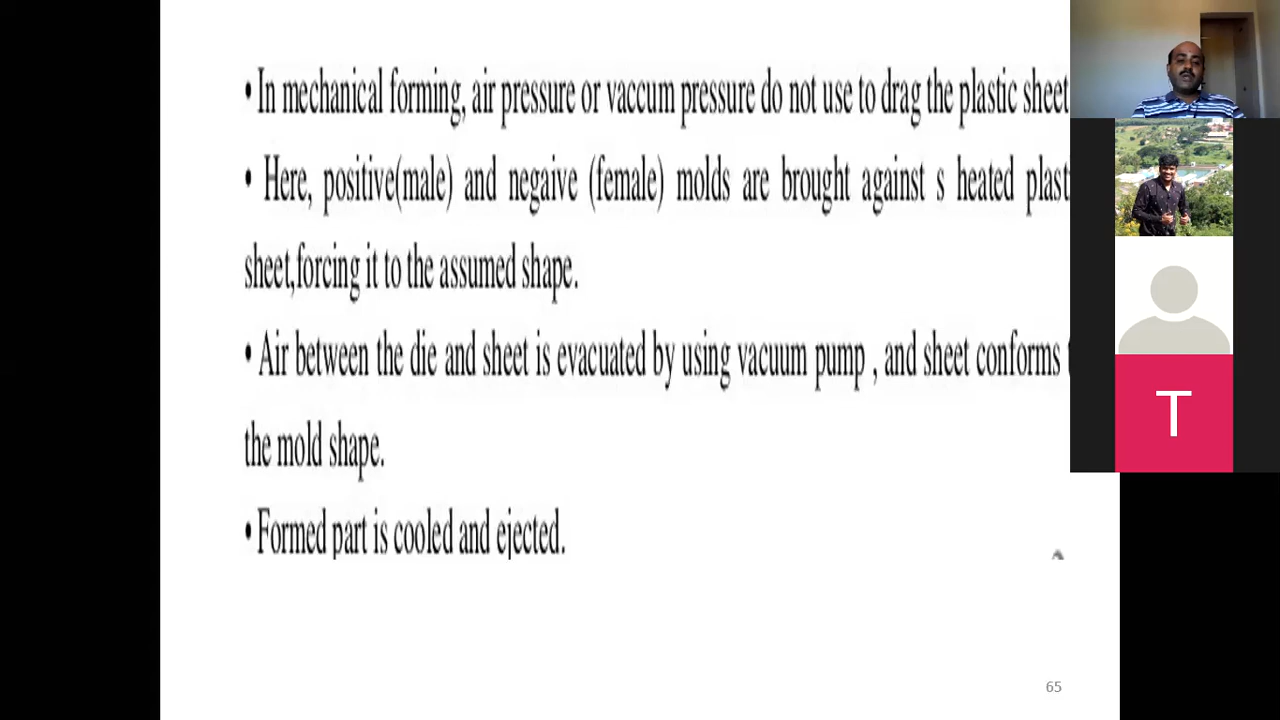 • In mechanical forming, air pressure or vaccum pressure do not use to drag the plastic sheet
• Here, positive(male) and negaive (female) molds are brought against s heated plast
sheet,forcing it to the assumed shape.
• Air between the die and sheet is evacuated by using vacuum pump , and sheet conforms
the mold shape.
• Formed part is cooled and ejected.
T
65